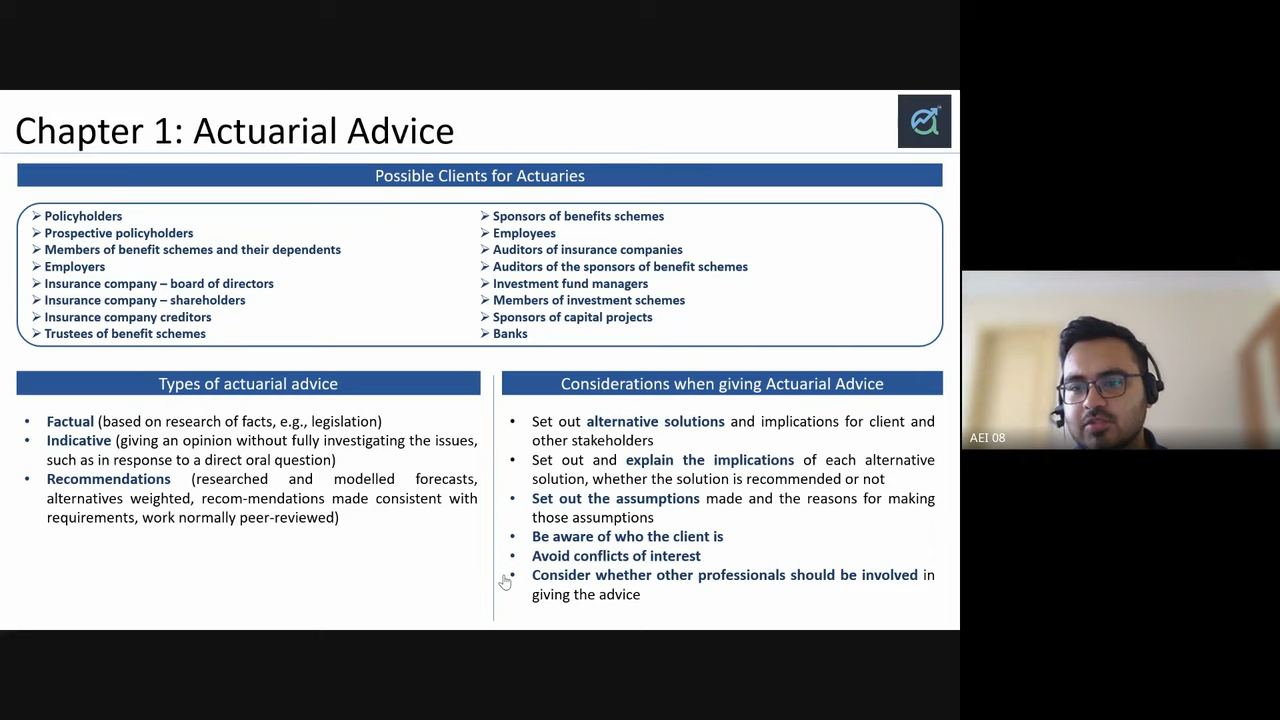 Chapter 1: Actuarial Advice
Possible Clients for Actuaries
➢ Policyholders
➢ Prospective policyholders
➢ Members of benefit schemes and their dependents
➢ Employers
➢ Insurance company – board of directors
➢ Insurance company – shareholders
➢ Insurance company creditors
➢ Trustees of benefit schemes
➢ Sponsors of benefits schemes
➢ Employees
➢ Auditors of insurance companies
➢ Auditors of the sponsors of benefit schemes
➢ Investment fund managers
➢ Members of investment schemes
➢ Sponsors of capital projects
➢ Banks
Types of actuarial advice
• Factual (based on research of facts, e.g., legislation)
• Indicative (giving an opinion without fully investigating the issues,
such as in response to a direct oral question)
• Recommendations (researched and modelled forecasts,
alternatives weighted, recom-mendations made consistent with
requirements, work normally peer-reviewed)
Considerations when giving Actuarial Advice
• Set out alternative solutions and implications for client and
other stakeholders
• Set out and explain the implications of each alternative
solution, whether the solution is recommended or not
• Set out the assumptions made and the reasons for making
those assumptions
• Be aware of who the client is
• Avoid conflicts of interest
• Consider whether other professionals should be involved in
giving the advice
AEI 08